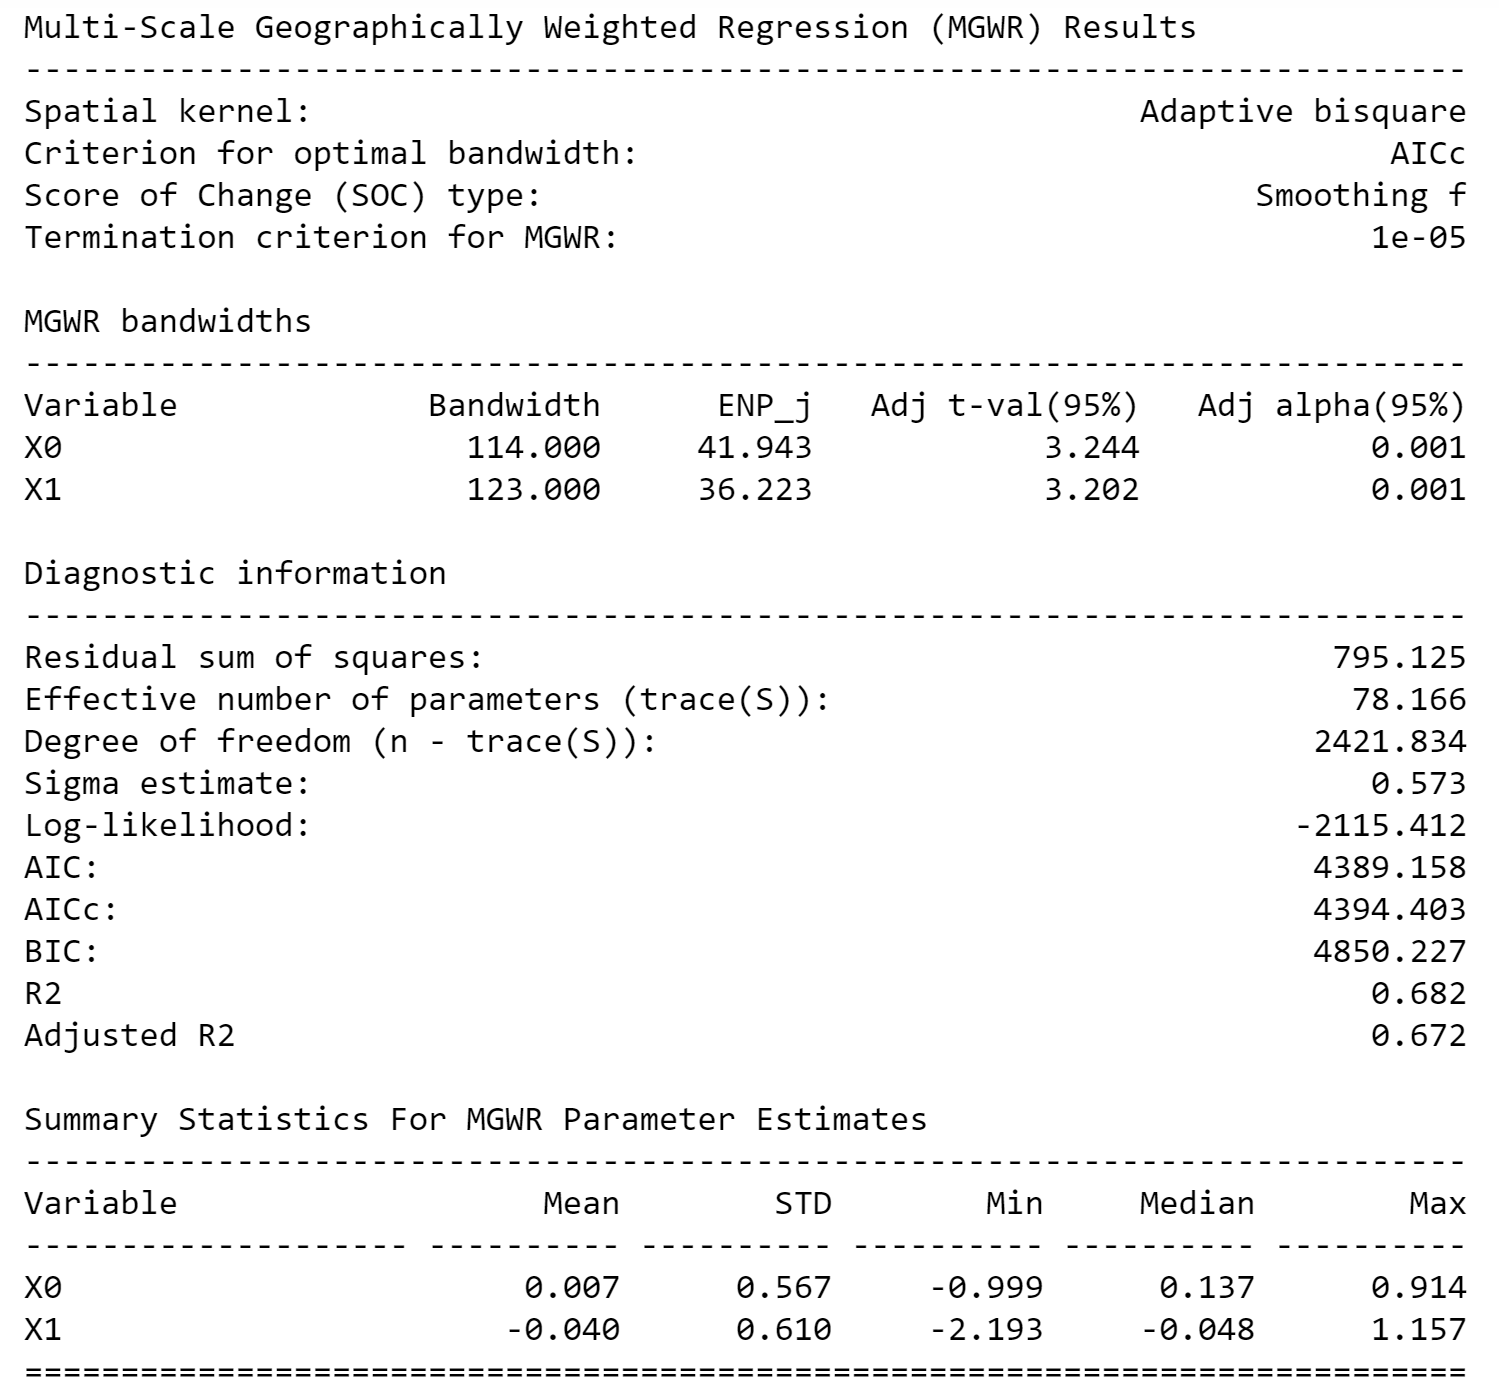 Multi-Scale Geographically Weighted Regression (MGWR) Results
---------------------------------------------------------------------------
Spatial kernel:                                           Adaptive bisquare
Criterion for optimal bandwidth:                                       AICc
Score of Change (SOC) type:                                     Smoothing f
Termination criterion for MGWR:                                       1e-05

MGWR bandwidths
---------------------------------------------------------------------------
Variable             Bandwidth      ENP_j   Adj t-val(95%)   Adj alpha(95%)
X0                     114.000     41.943            3.244            0.001
X1                     123.000     36.223            3.202            0.001

Diagnostic information
---------------------------------------------------------------------------
Residual sum of squares:                                            795.125
Effective number of parameters (trace(S)):                           78.166
Degree of freedom (n - trace(S)):                                  2421.834
Sigma estimate:                                                       0.573
Log-likelihood:                                                   -2115.412
AIC:                                                               4389.158
AICc:                                                              4394.403
BIC:                                                               4850.227
R2                                                                    0.682
Adjusted R2                                                           0.672

Summary Statistics For MGWR Parameter Estimates
---------------------------------------------------------------------------
Variable                   Mean        STD        Min     Median        Max
-------------------- ---------- ---------- ---------- ---------- ----------
X0                        0.007      0.567     -0.999      0.137      0.914
X1                       -0.040      0.610     -2.193     -0.048      1.157
===========================================================================